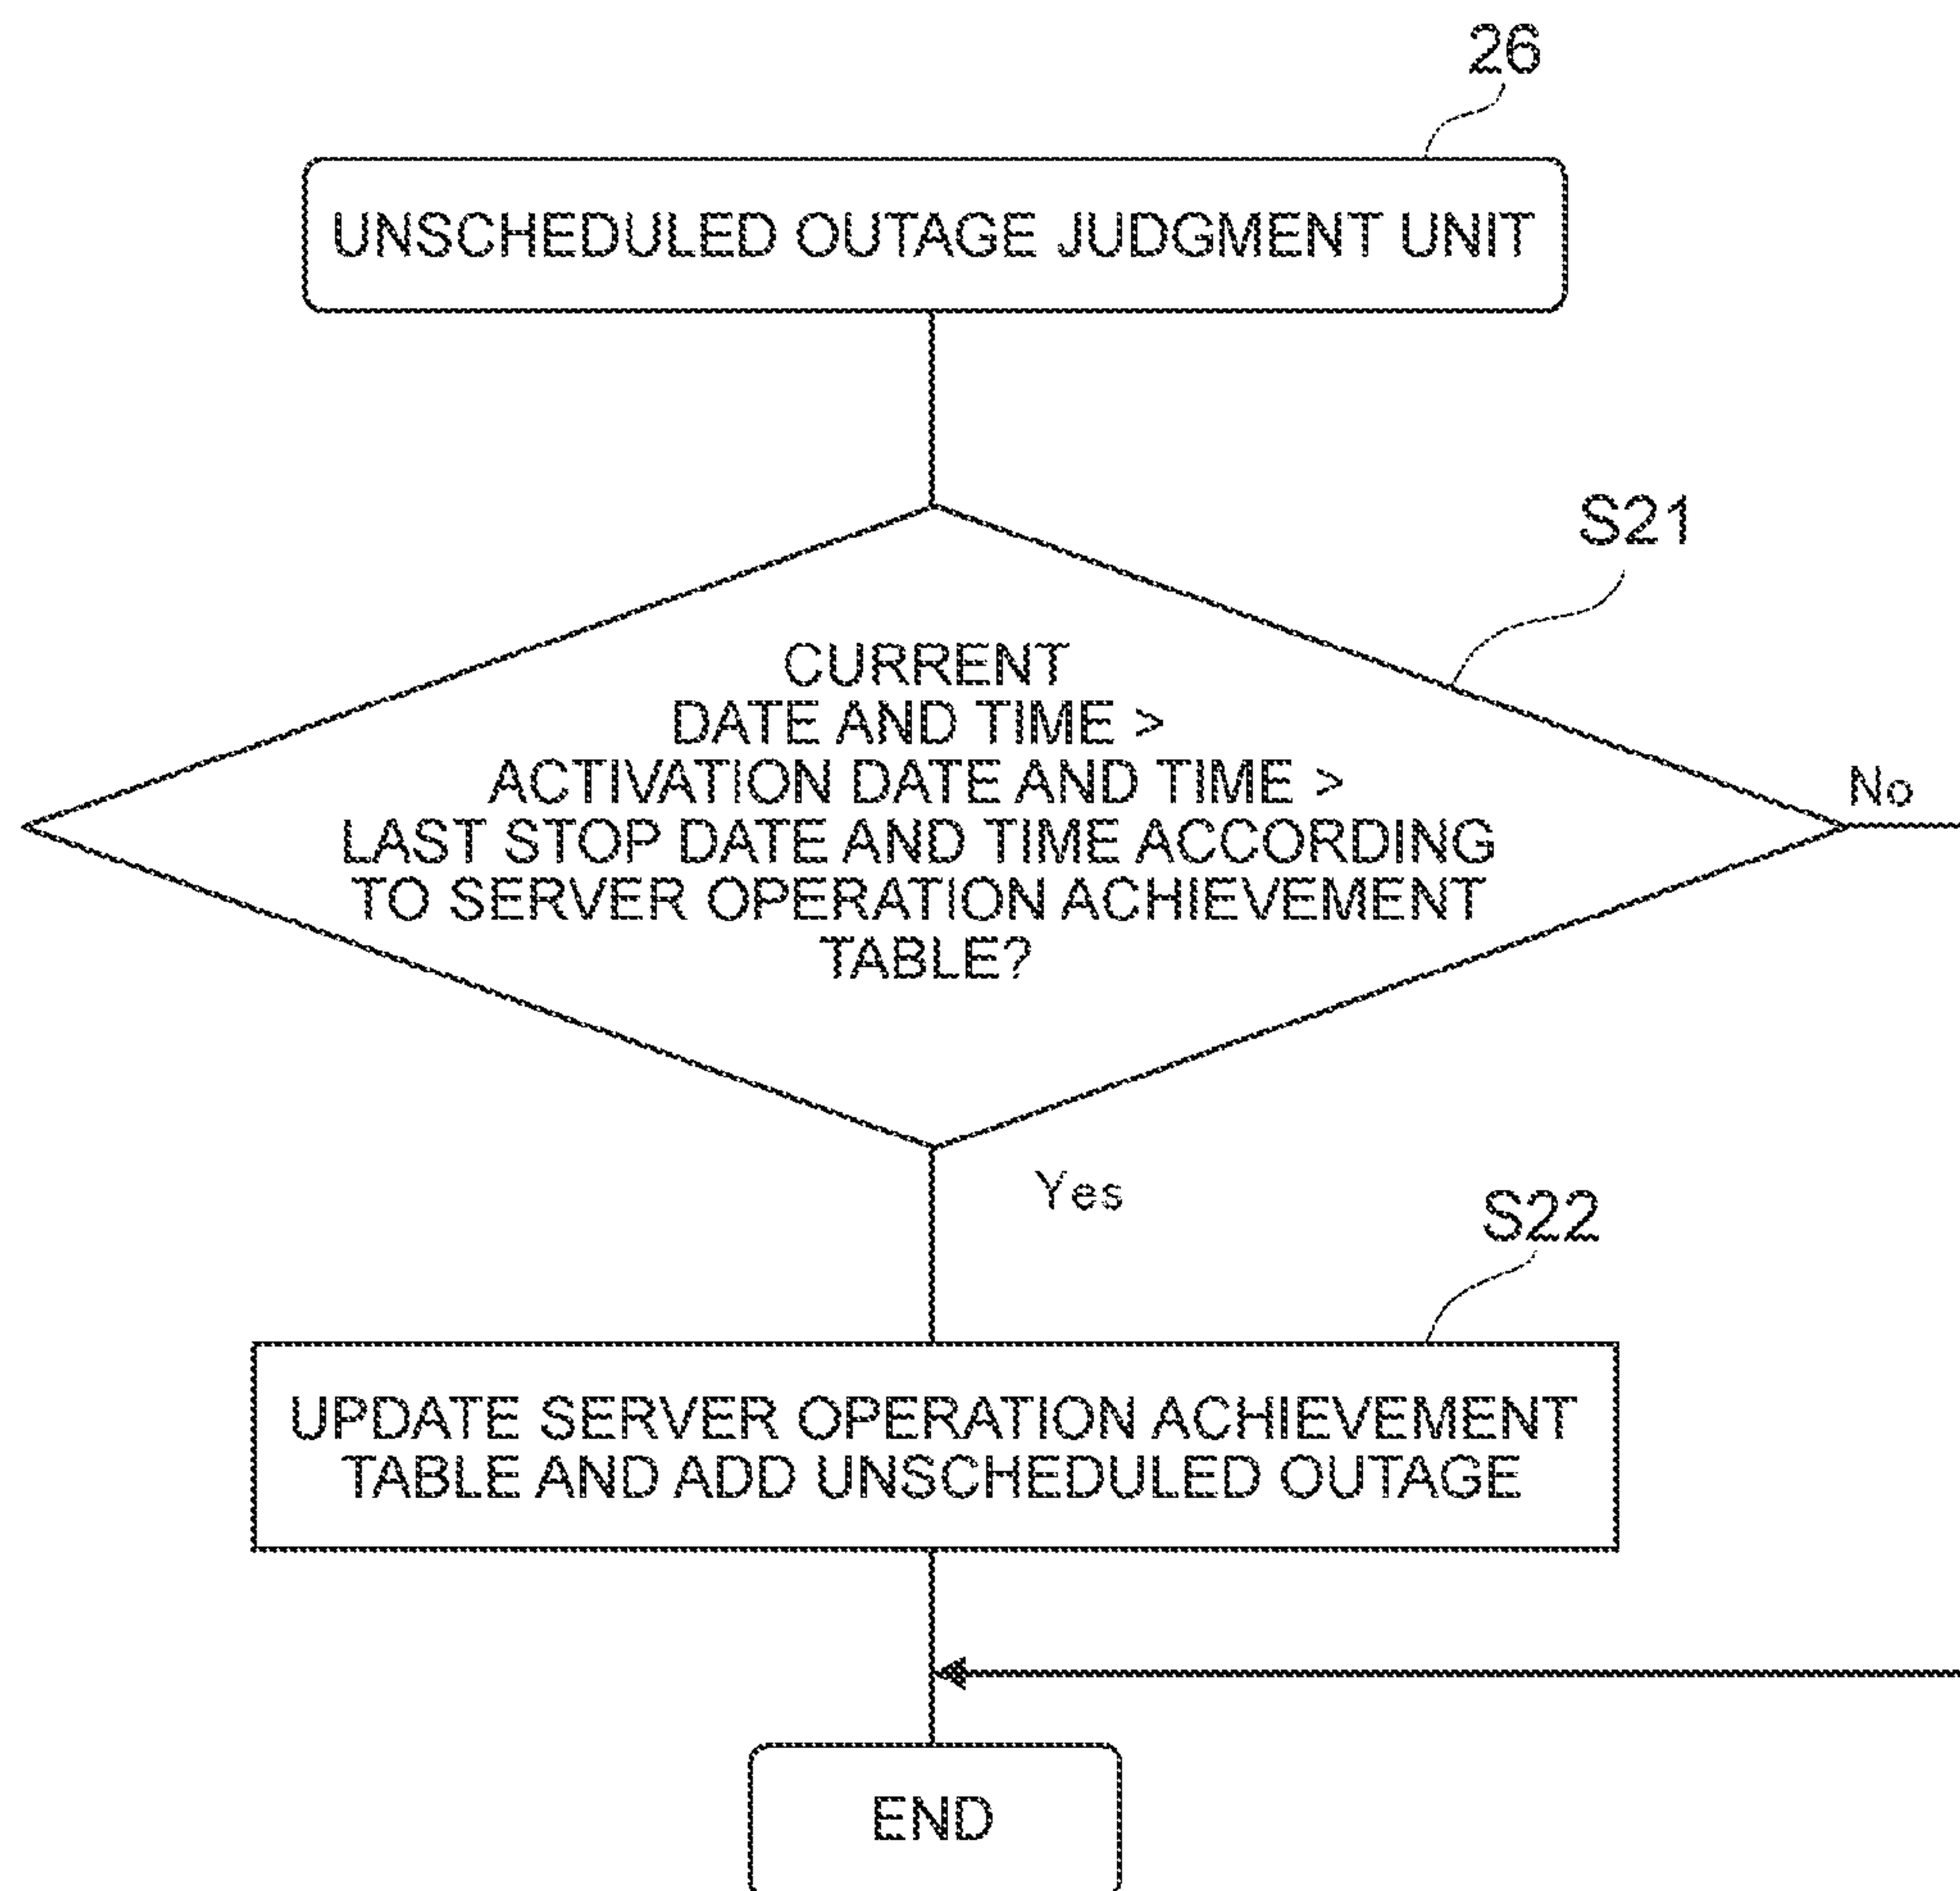 26
UNSCHEDULED OUTAGE JUDGMENT UNIT
S21
CURRENT
DATE AND TIME >
ACTIVATION DATE AND TIME >
LAST STOP DATE AND TIME ACCORDING
TO SERVER OPERATION ACHIEVEMENT
TABLE?
No
Yes
S22
UPDATE SERVER OPERATION ACHIEVEMENT
TABLE AND ADD UNSCHEDULED OUTAGE
END